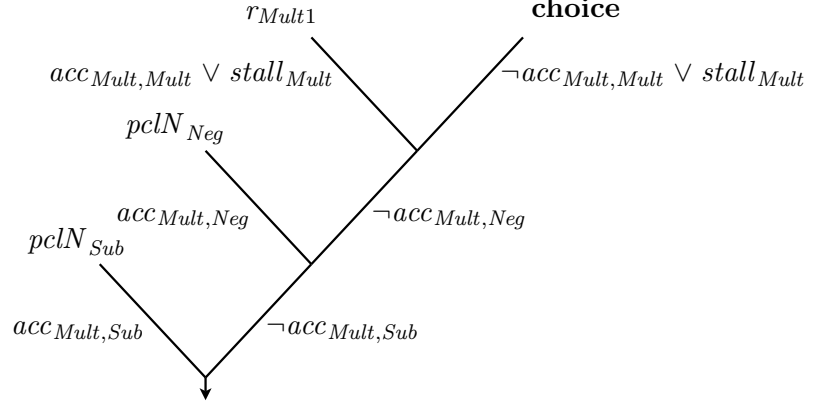 r_{Mult1} choice
acc_{Mult,Mult} ∨ stall_{Mult} ¬acc_{Mult,Mult} ∨ stall_{Mult}
pclN_{Neg}
acc_{Mult,Neg} ¬acc_{Mult,Neg}
pclN_{Sub}
acc_{Mult,Sub} ¬acc_{Mult,Sub}